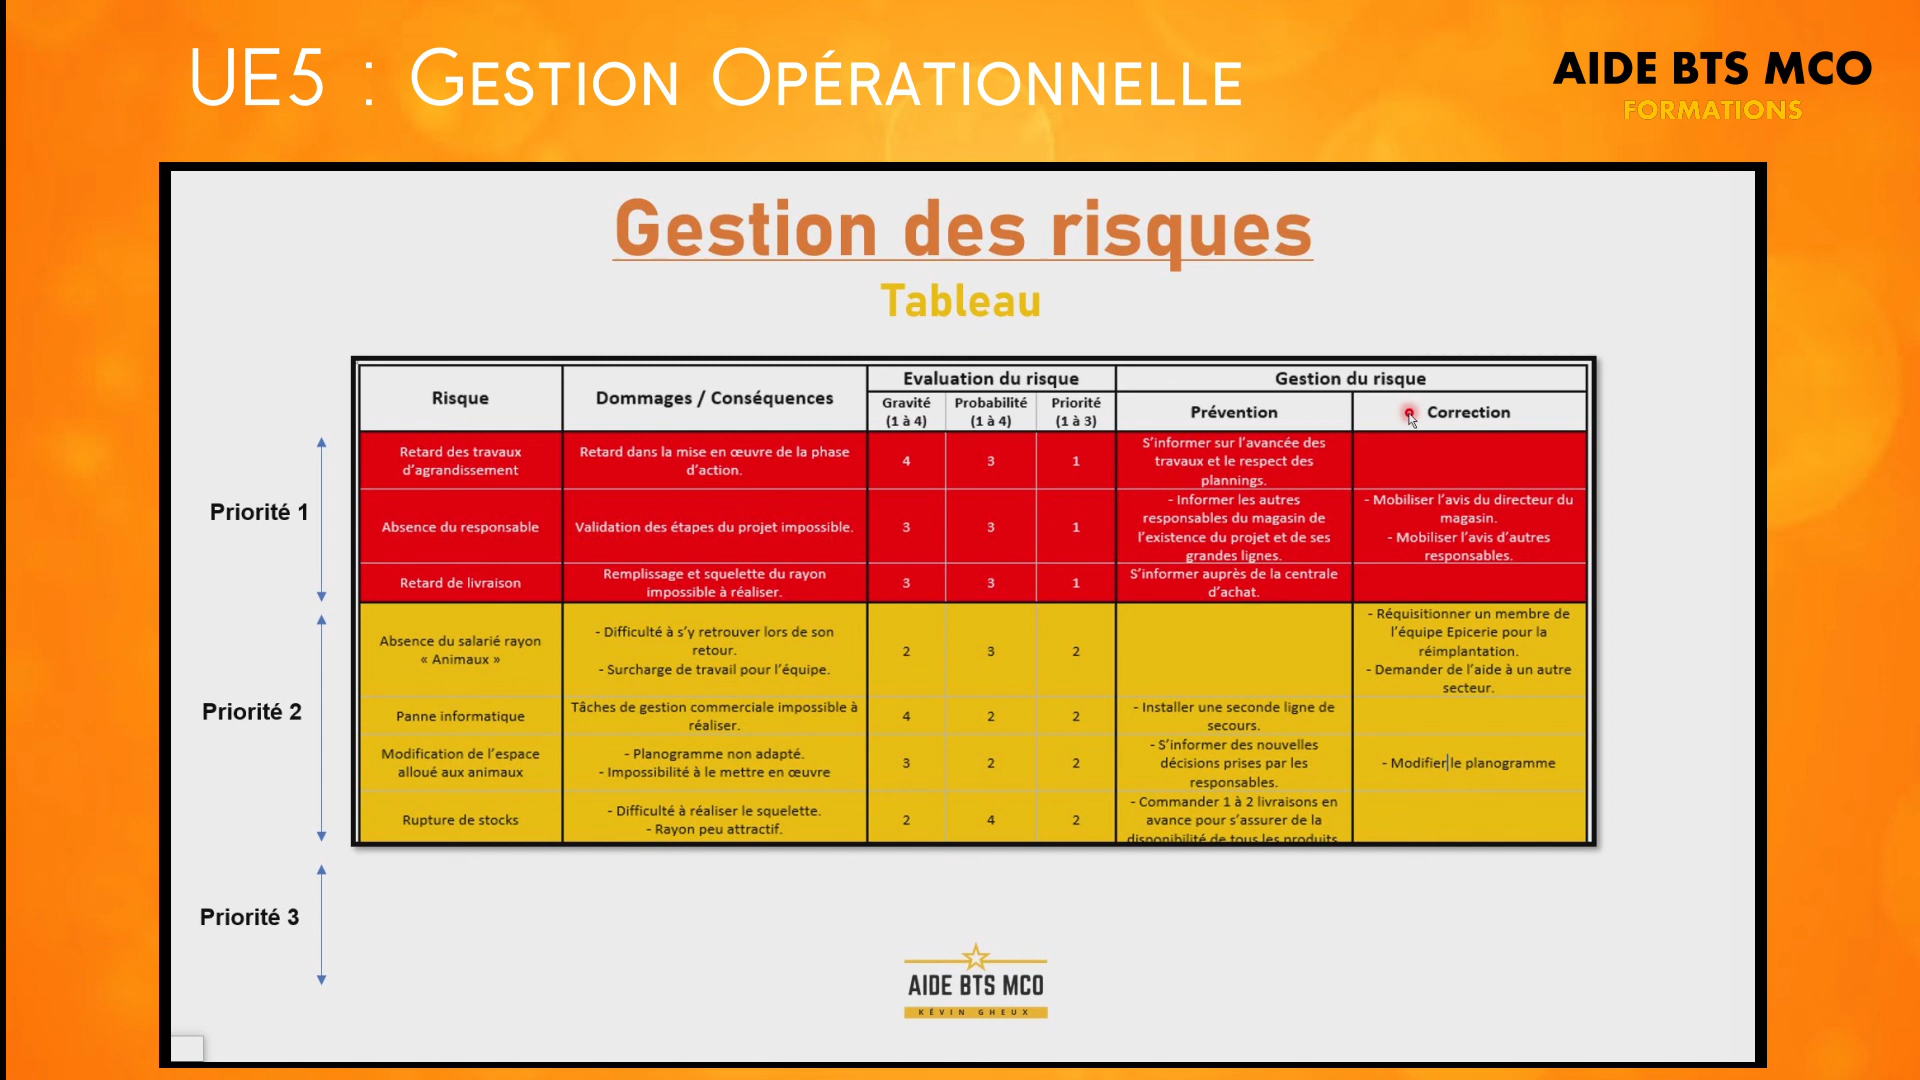 UE5 : Gestion Opérationnelle
AIDE BTS MCO
FORMATIONS
Gestion des risques
Tableau
Risque
Dommages / Conséquences
Evaluation du risque
Gestion du risque
Gravité
(1 à 4)
Probabilité
(1 à 4)
Priorité
(1 à 3)
Prévention
Correction
Priorité 1
Retard des travaux
d'agrandissement
Retard dans la mise en œuvre de la phase
d'action.
4
3
1
S'informer sur l'avancée des
travaux et le respect des
plannings.
Absence du responsable
Validation des étapes du projet impossible.
3
3
1
- Informer les autres
responsables du magasin de
l'existence du projet et de ses
grandes lignes.
- Mobiliser l'avis du directeur du
magasin.
- Mobiliser l'avis d'autres
responsables.
Retard de livraison
Remplissage et squelette du rayon
impossible à réaliser.
3
3
1
S'informer auprès de la centrale
d'achat.
Priorité 2
Absence du salarié rayon
« Animaux »
- Difficulté à s'y retrouver lors de son
retour.
- Surcharge de travail pour l'équipe.
2
3
2
- Réquisitionner un membre de
l'équipe Epicerie pour la
réimplantation.
- Demander de l'aide à un autre
secteur.
Panne informatique
Tâches de gestion commerciale impossible à
réaliser.
4
2
2
- Installer une seconde ligne de
secours.
Modification de l'espace
alloué aux animaux
- Planogramme non adapté.
- Impossibilité à le mettre en œuvre
3
2
2
- S'informer des nouvelles
décisions prises par les
responsables.
- Modifier le planogramme
Rupture de stocks
- Difficulté à réaliser le squelette.
- Rayon peu attractif.
2
4
2
- Commander 1 à 2 livraisons en
avance pour s'assurer de la
disponibilité de tous les produits
Priorité 3
AIDE BTS MCO
KÉVIN GHEUX